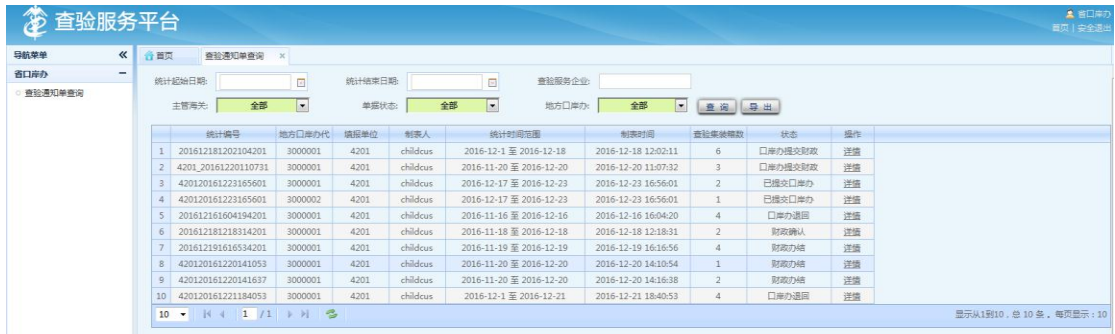 查验服务平台
省口岸办
首页 | 安全退出
导航菜单
省口岸办
查验通知单查询
首页 查验通知单查询
统计起始日期: 统计结束日期: 查验服务企业:
主管海关: 全部 单据状态: 全部 地方口岸办: 全部 查 询 导 出
统计编号 地方口岸办代 填报单位 制表人 统计时间范围 制表时间 查验集装箱数 状态 操作
1 201612181202104201 3000001 4201 childcus 2016-12-1 至 2016-12-18 2016-12-18 12:02:11 6 口岸办提交财政 详情
2 4201_20161220110731 3000001 4201 childcus 2016-11-20 至 2016-12-20 2016-12-20 11:07:32 3 口岸办提交财政 详情
3 420120161223165601 3000001 4201 childcus 2016-12-17 至 2016-12-23 2016-12-23 16:56:01 2 已提交口岸办 详情
4 420120161223165601 3000002 4201 childcus 2016-12-17 至 2016-12-23 2016-12-23 16:56:01 1 已提交口岸办 详情
5 201612161604194201 3000001 4201 childcus 2016-11-16 至 2016-12-16 2016-12-16 16:04:20 4 口岸办退回 详情
6 201612181218314201 3000001 4201 childcus 2016-11-18 至 2016-12-18 2016-12-18 12:18:31 2 财政确认 详情
7 201612191616534201 3000001 4201 childcus 2016-11-19 至 2016-12-19 2016-12-19 16:16:56 4 财政办结 详情
8 420120161220141053 3000001 4201 childcus 2016-11-20 至 2016-12-20 2016-12-20 14:10:54 1 财政办结 详情
9 420120161220141637 3000001 4201 childcus 2016-11-20 至 2016-12-20 2016-12-20 14:16:38 2 财政办结 详情
10 420120161221184053 3000001 4201 childcus 2016-12-1 至 2016-12-21 2016-12-21 18:40:53 4 口岸办退回 详情
10 1 /1 显示从1到10，总 10 条 。每页显示：10